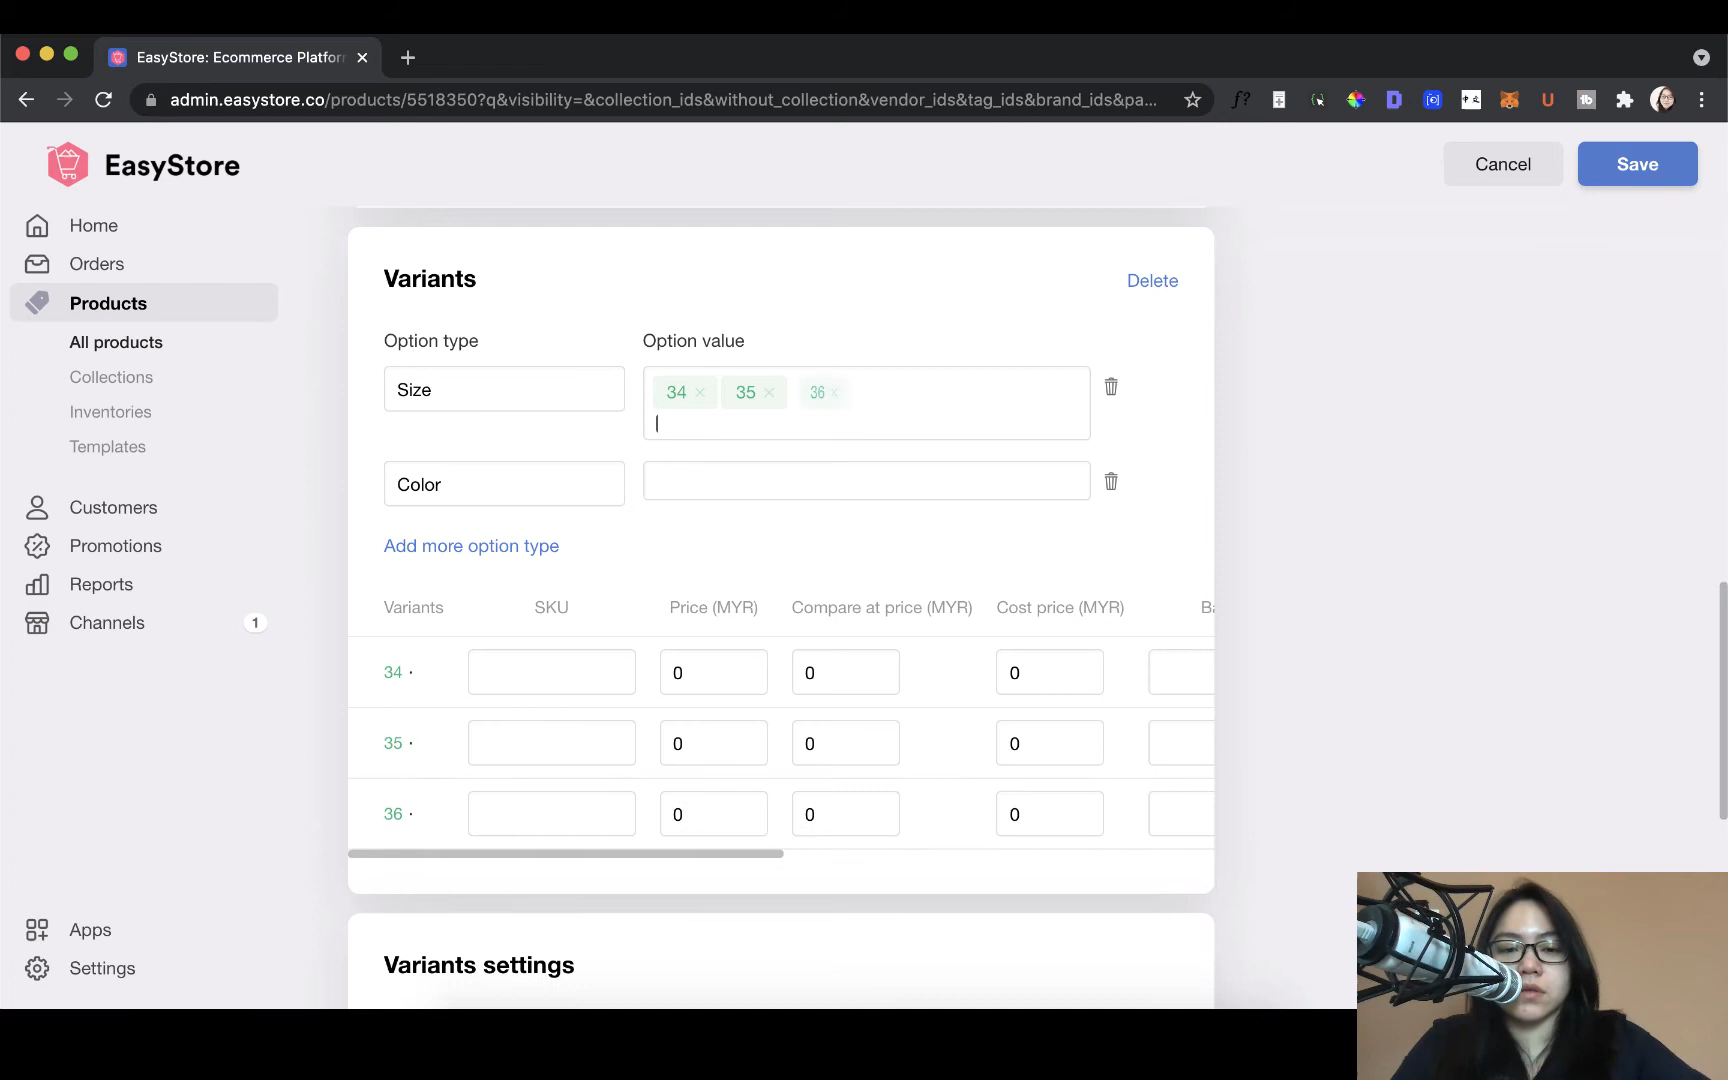 EasyStore: Ecommerce Platfor
admin.easystore.co/products/5518350?q&visibility=&collection_ids&without_collection&vendor_ids&tag_ids&brand_ids&pa...
EasyStore
Cancel
Save
Home
Orders
Products
All products
Collections
Inventories
Templates
Customers
Promotions
Reports
Channels
1
Apps
Settings
Variants
Delete
Option type
Option value
Size
34 × 35 × 36 ×
Color
Add more option type
Variants SKU Price (MYR) Compare at price (MYR) Cost price (MYR) Ba
34 · 0 0 0
35 · 0 0 0
36 · 0 0 0
Variants settings